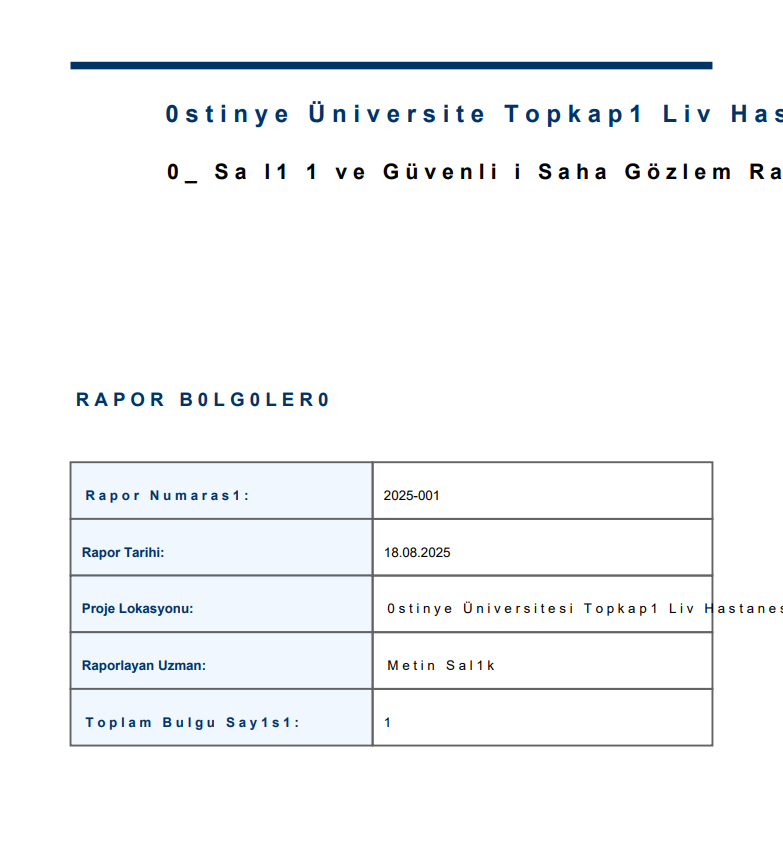 0stinye Üniversite Topkap1 Liv Has
0_ Sa l1 1 ve Güvenli i Saha Gözlem Ra
RAPOR B0LG0LER0
Rapor Numaras1: 2025-001
Rapor Tarihi: 18.08.2025
Proje Lokasyonu: 0stinye Üniversitesi Topkap1 Liv Hastanes
Raporlayan Uzman: Metin Sal1k
Toplam Bulgu Say1s1: 1